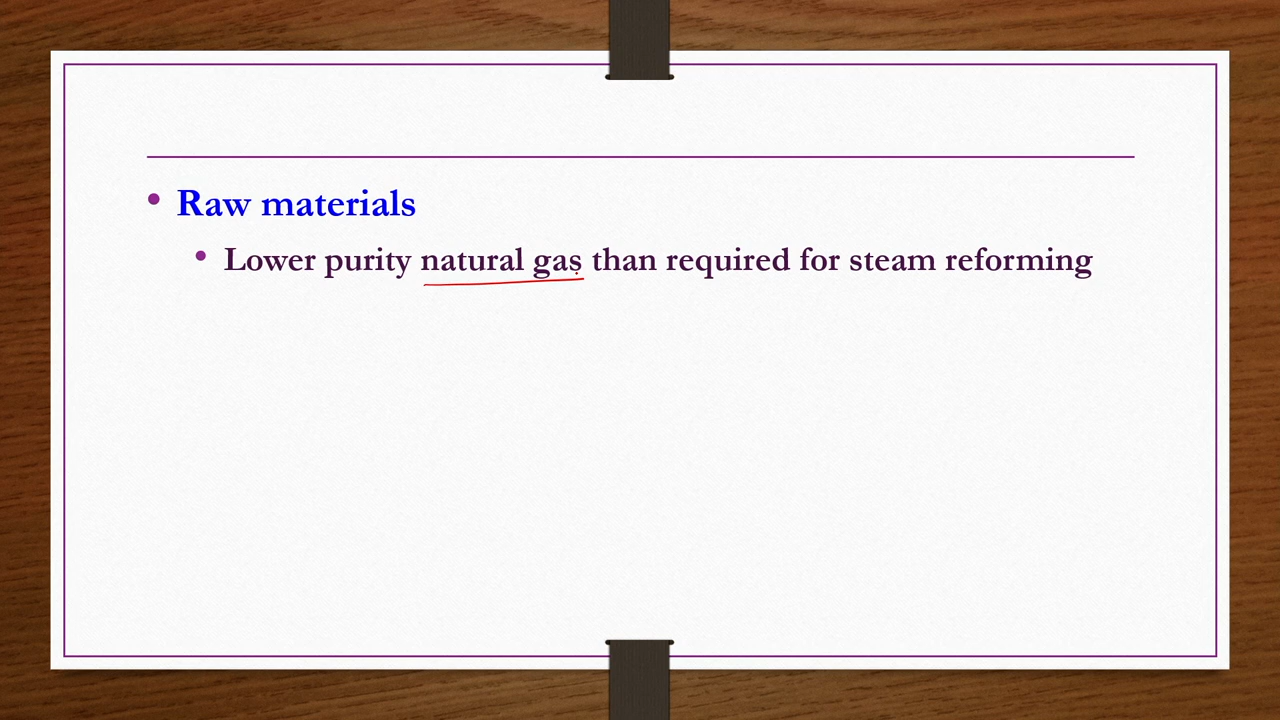 Raw materials
Lower purity natural gas than required for steam reforming